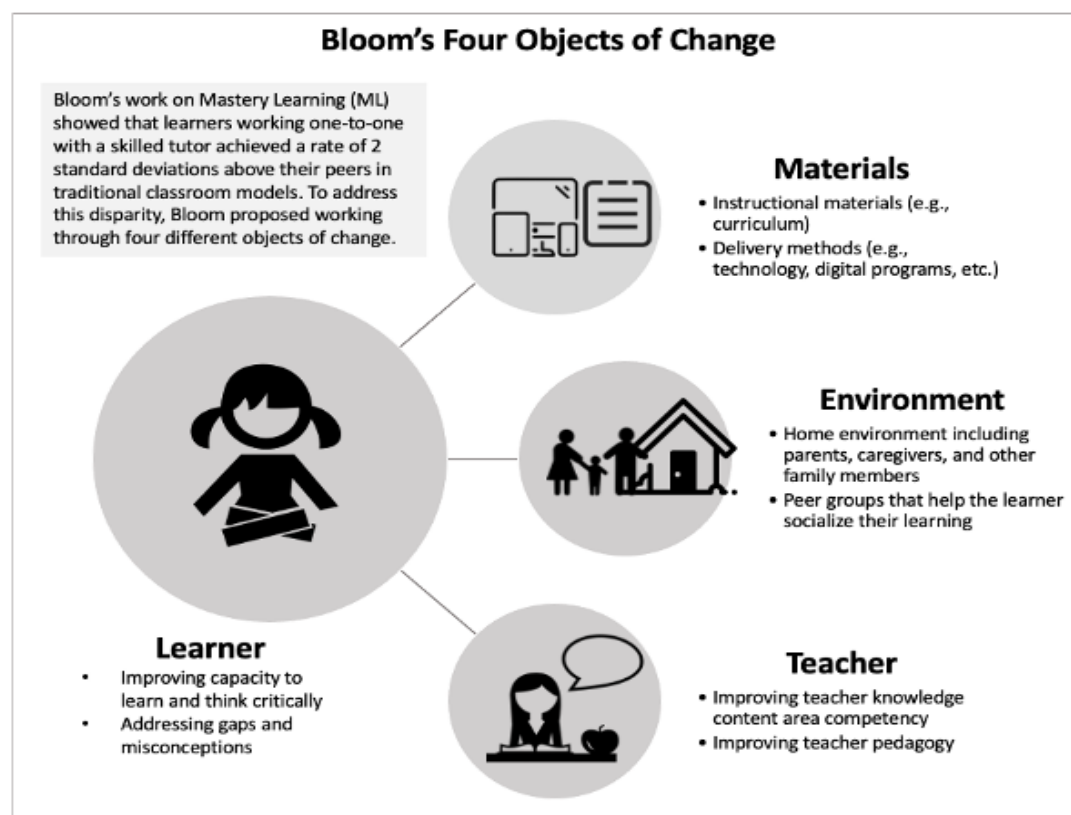 Bloom's Four Objects of Change
Bloom's work on Mastery Learning (ML)
showed that learners working one-to-one
with a skilled tutor achieved a rate of 2
standard deviations above their peers in
traditional classroom models. To address
this disparity, Bloom proposed working
through four different objects of change.
Materials
• Instructional materials (e.g.,
curriculum)
• Delivery methods (e.g.,
technology, digital programs, etc.)
Environment
• Home environment including
parents, caregivers, and other
family members
• Peer groups that help the learner
socialize their learning
Learner
• Improving capacity to
learn and think critically
• Addressing gaps and
misconceptions
Teacher
• Improving teacher knowledge
content area competency
• Improving teacher pedagogy